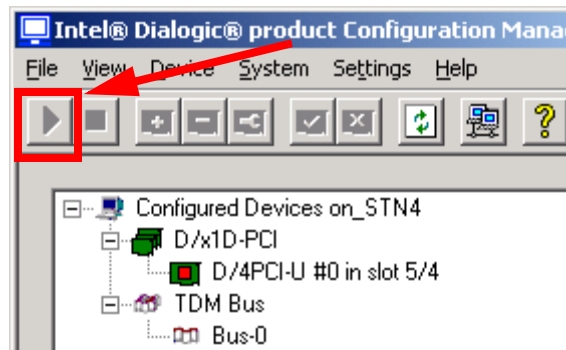 Intel® Dialogic® product Configuration Mana
File View Device System Settings Help
Configured Devices on_STN4
D/x1D-PCI
D/4PCI-U #0 in slot 5/4
TDM Bus
Bus-0